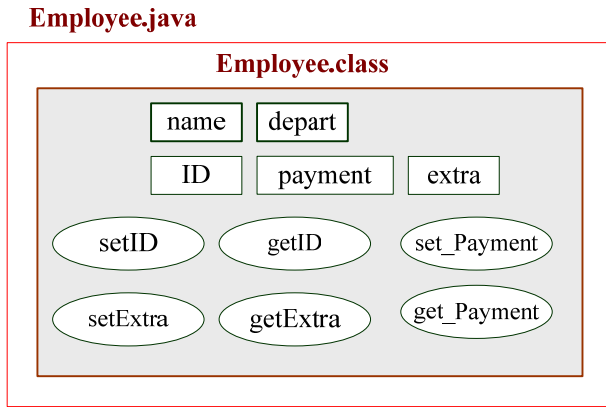 Employee.java
Employee.class
name depart
ID payment extra
setID getID set_Payment
setExtra getExtra get_Payment